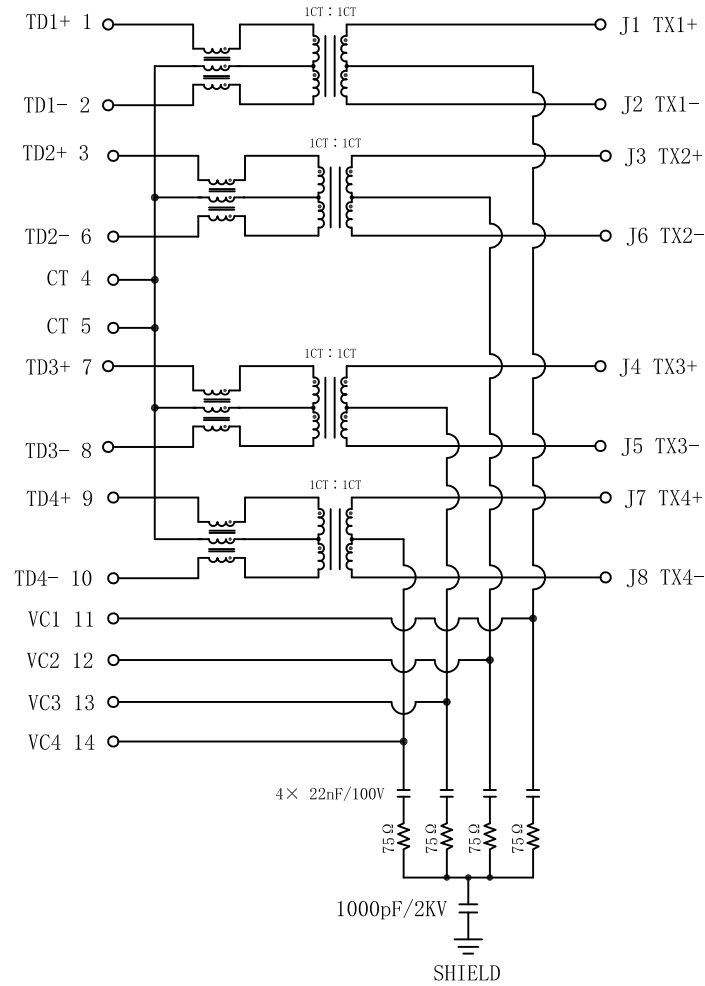 1CT：1CT
TD1+ 1
J1 TX1+
TD1- 2
J2 TX1-
1CT：1CT
TD2+ 3
J3 TX2+
TD2- 6
J6 TX2-
CT 4
CT 5
1CT：1CT
TD3+ 7
J4 TX3+
TD3- 8
J5 TX3-
1CT：1CT
TD4+ 9
J7 TX4+
TD4- 10
J8 TX4-
VC1 11
VC2 12
VC3 13
VC4 14
4× 22nF/100V
75Ω 75Ω 75Ω 75Ω
1000pF/2KV
SHIELD